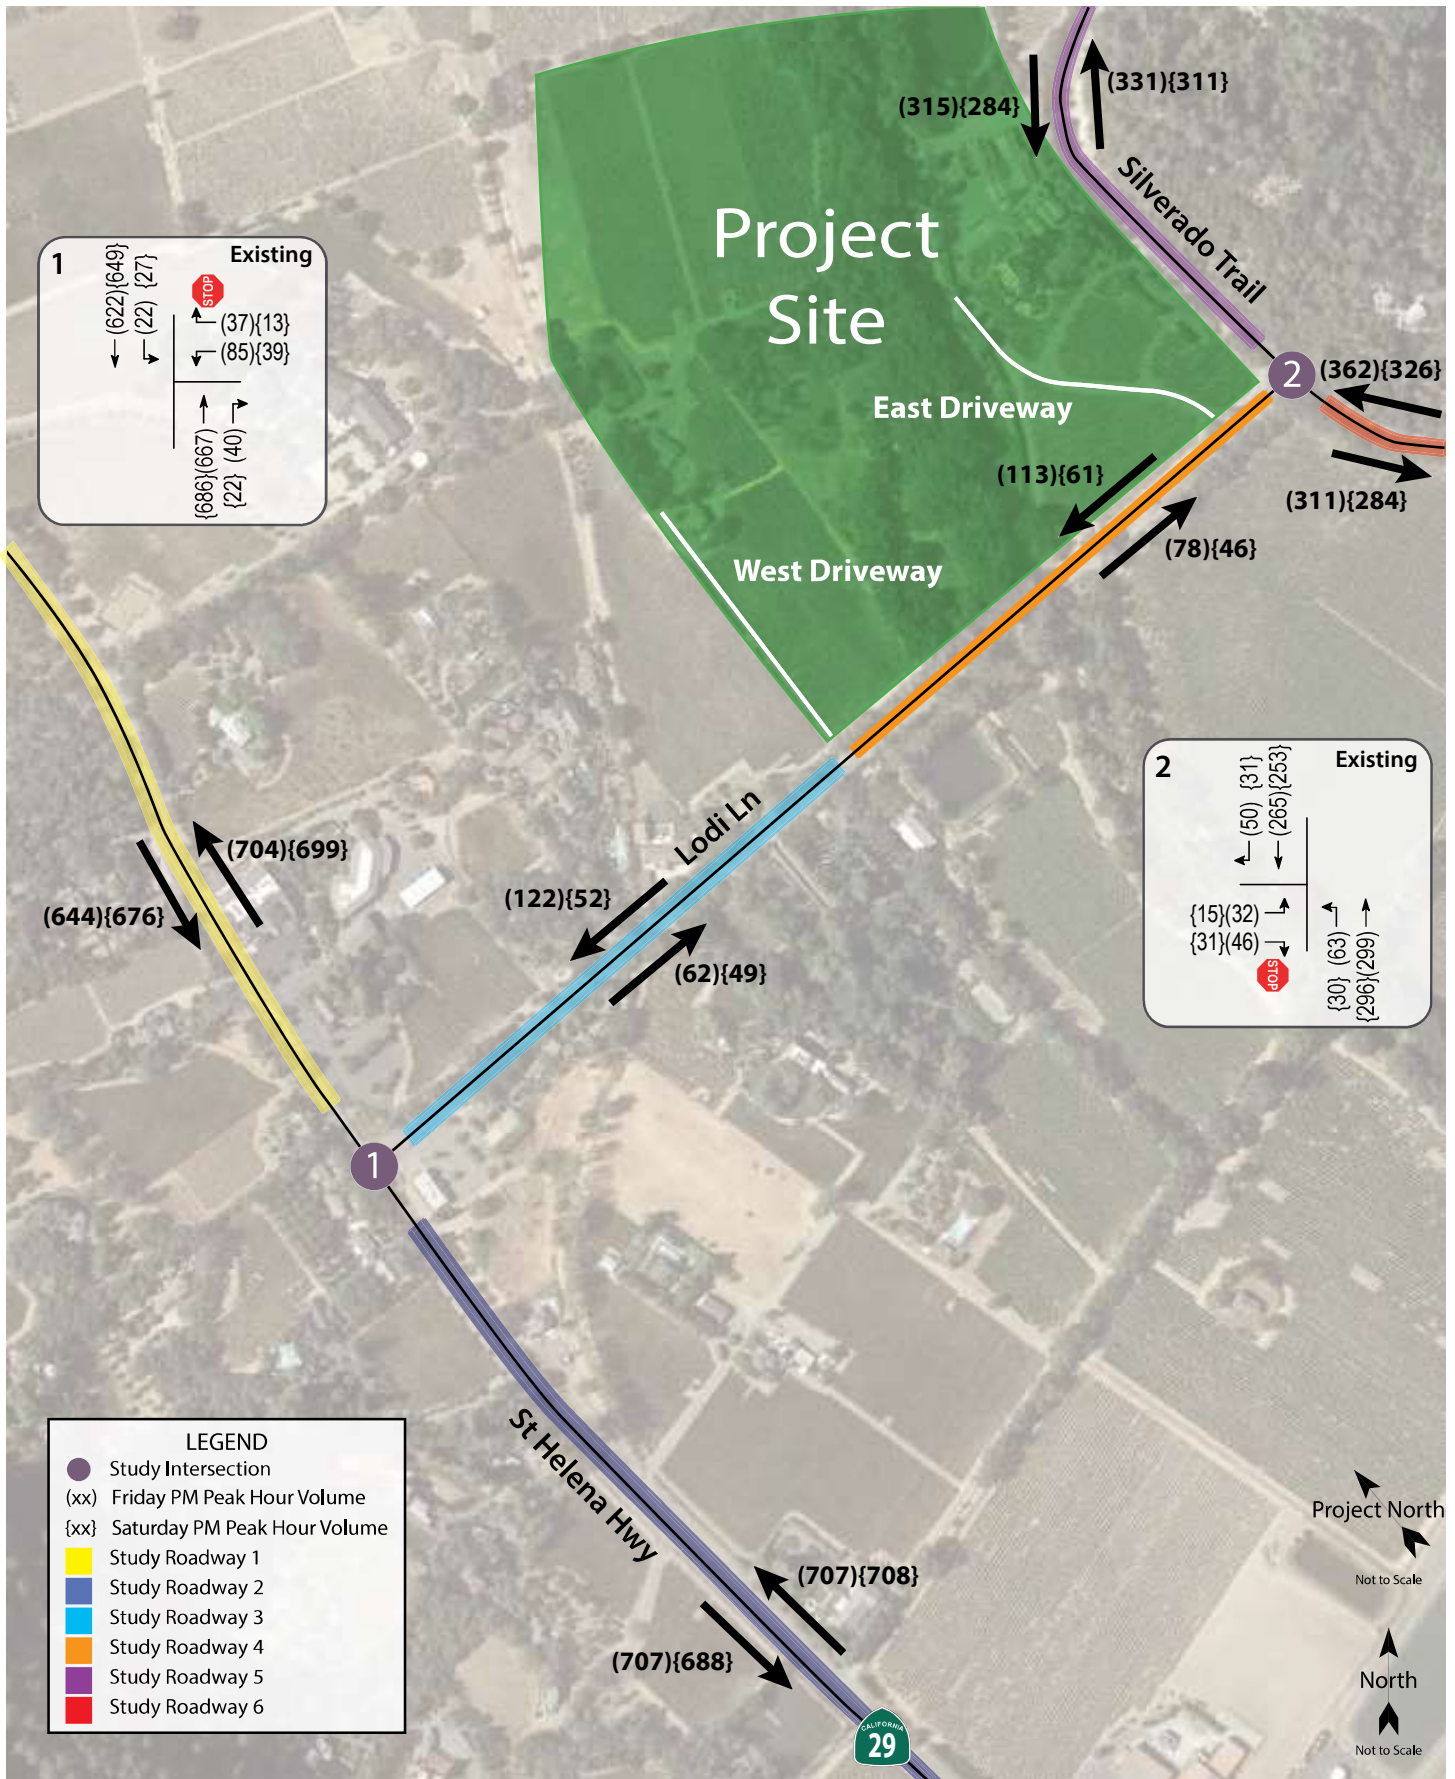 (331){311}
(315){284}
Silverado Trail
Project
Site
1
Existing
(622){649}
(22) {27}
STOP
(37){13}
(85){39}
{686}(667)
{22} (40)
2
(362){326}
East Driveway
(113){61}
(311){284}
(78){46}
West Driveway
2
Existing
(50) {31}
(265){253}
{15}(32)
{31}(46)
STOP
{30} (63)
{296}(299)
Lodi Ln
(704){699}
(644){676}
(122){52}
(62){49}
1
St Helena Hwy
LEGEND
Study Intersection
(xx) Friday PM Peak Hour Volume
{xx} Saturday PM Peak Hour Volume
Study Roadway 1
Study Roadway 2
Study Roadway 3
Study Roadway 4
Study Roadway 5
Study Roadway 6
Project North
Not to Scale
(707){708}
(707){688}
North
Not to Scale
CALIFORNIA
29